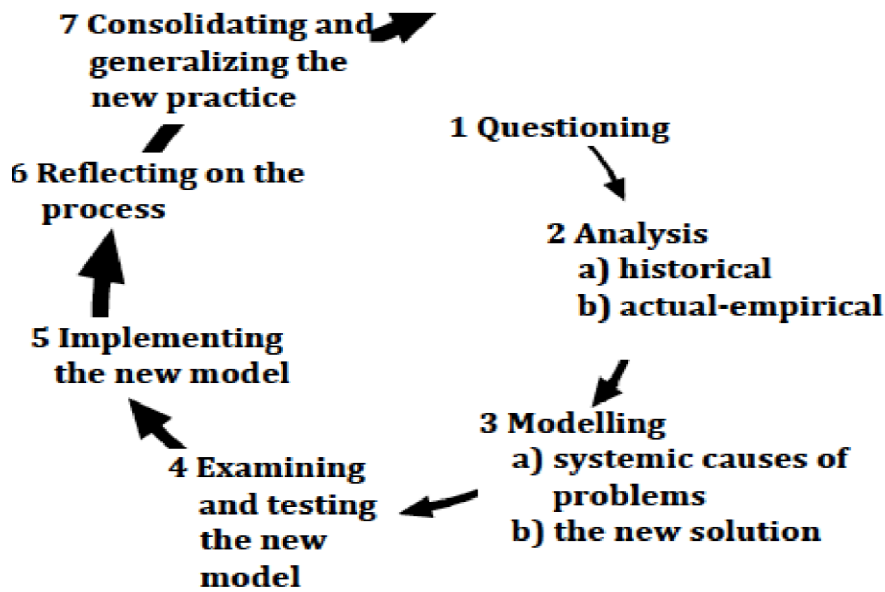 7 Consolidating and
generalizing the
new practice
1 Questioning
6 Reflecting on the
process
2 Analysis
a) historical
b) actual-empirical
5 Implementing
the new model
3 Modelling
a) systemic causes of
problems
b) the new solution
4 Examining
and testing
the new
model